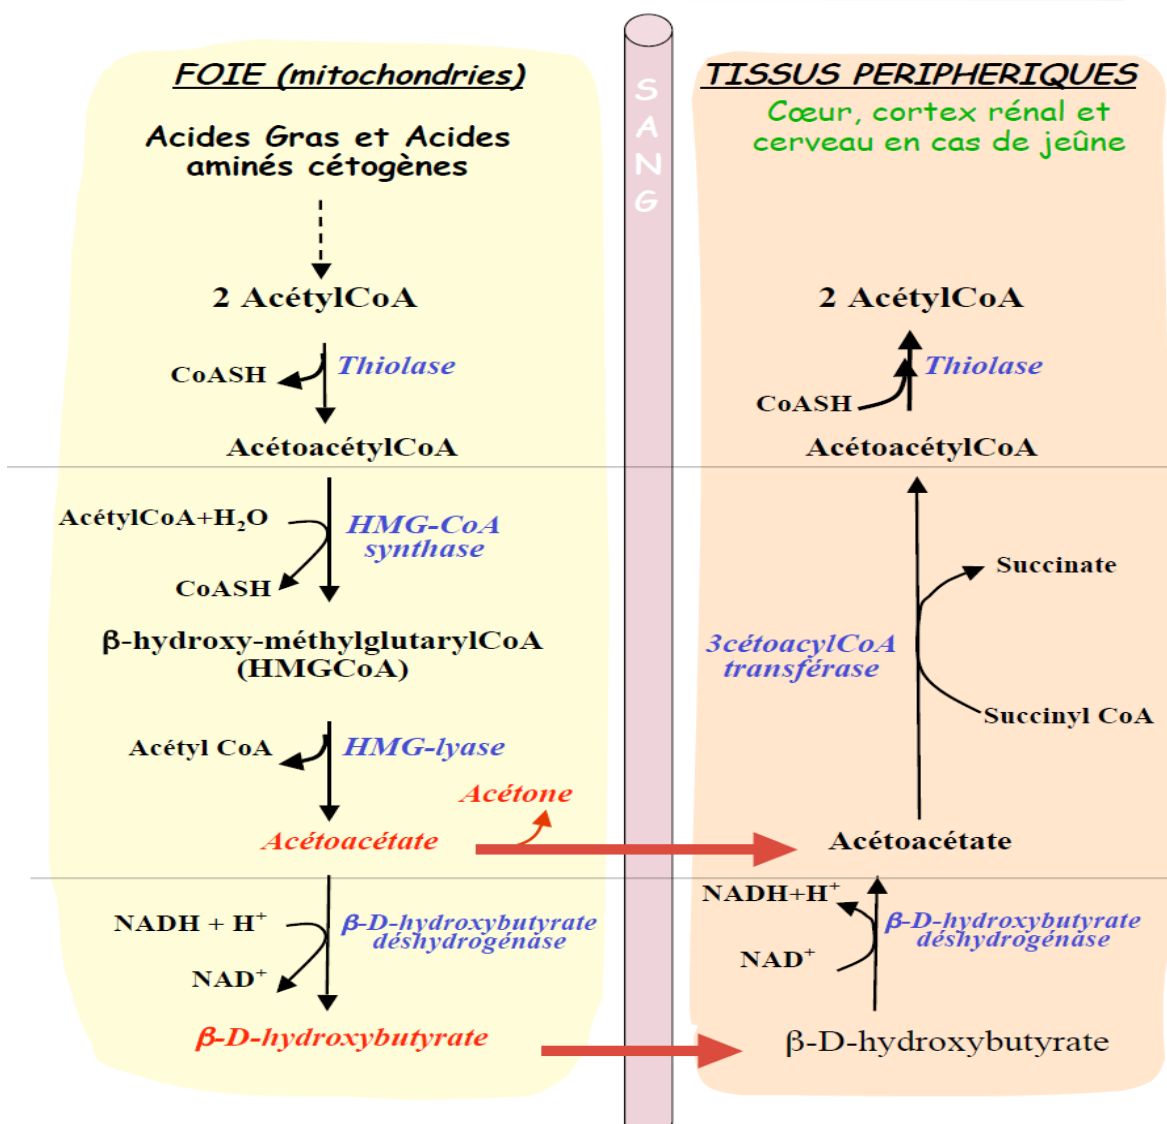 FOIE (mitochondries)
Acides Gras et Acides
aminés cétogènes
2 AcétylCoA
CoASH
Thiolase
AcétoacétylCoA
AcétylCoA+H₂O
HMG-CoA
synthase
CoASH
β-hydroxy-méthylglutarylCoA
(HMGCoA)
Acétyl CoA
HMG-lyase
Acétone
Acétoacétate
NADH + H⁺
β-D-hydroxybutyrate
déshydrogénase
NAD⁺
β-D-hydroxybutyrate
S
A
N
G
TISSUS PERIPHERIQUES
Cœur, cortex rénal et
cerveau en cas de jeûne
2 AcétylCoA
Thiolase
CoASH
AcétoacétylCoA
Succinate
3cétoacylCoA
transférase
Succinyl CoA
Acétoacétate
NADH+H⁺
β-D-hydroxybutyrate
déshydrogénase
NAD⁺
β-D-hydroxybutyrate